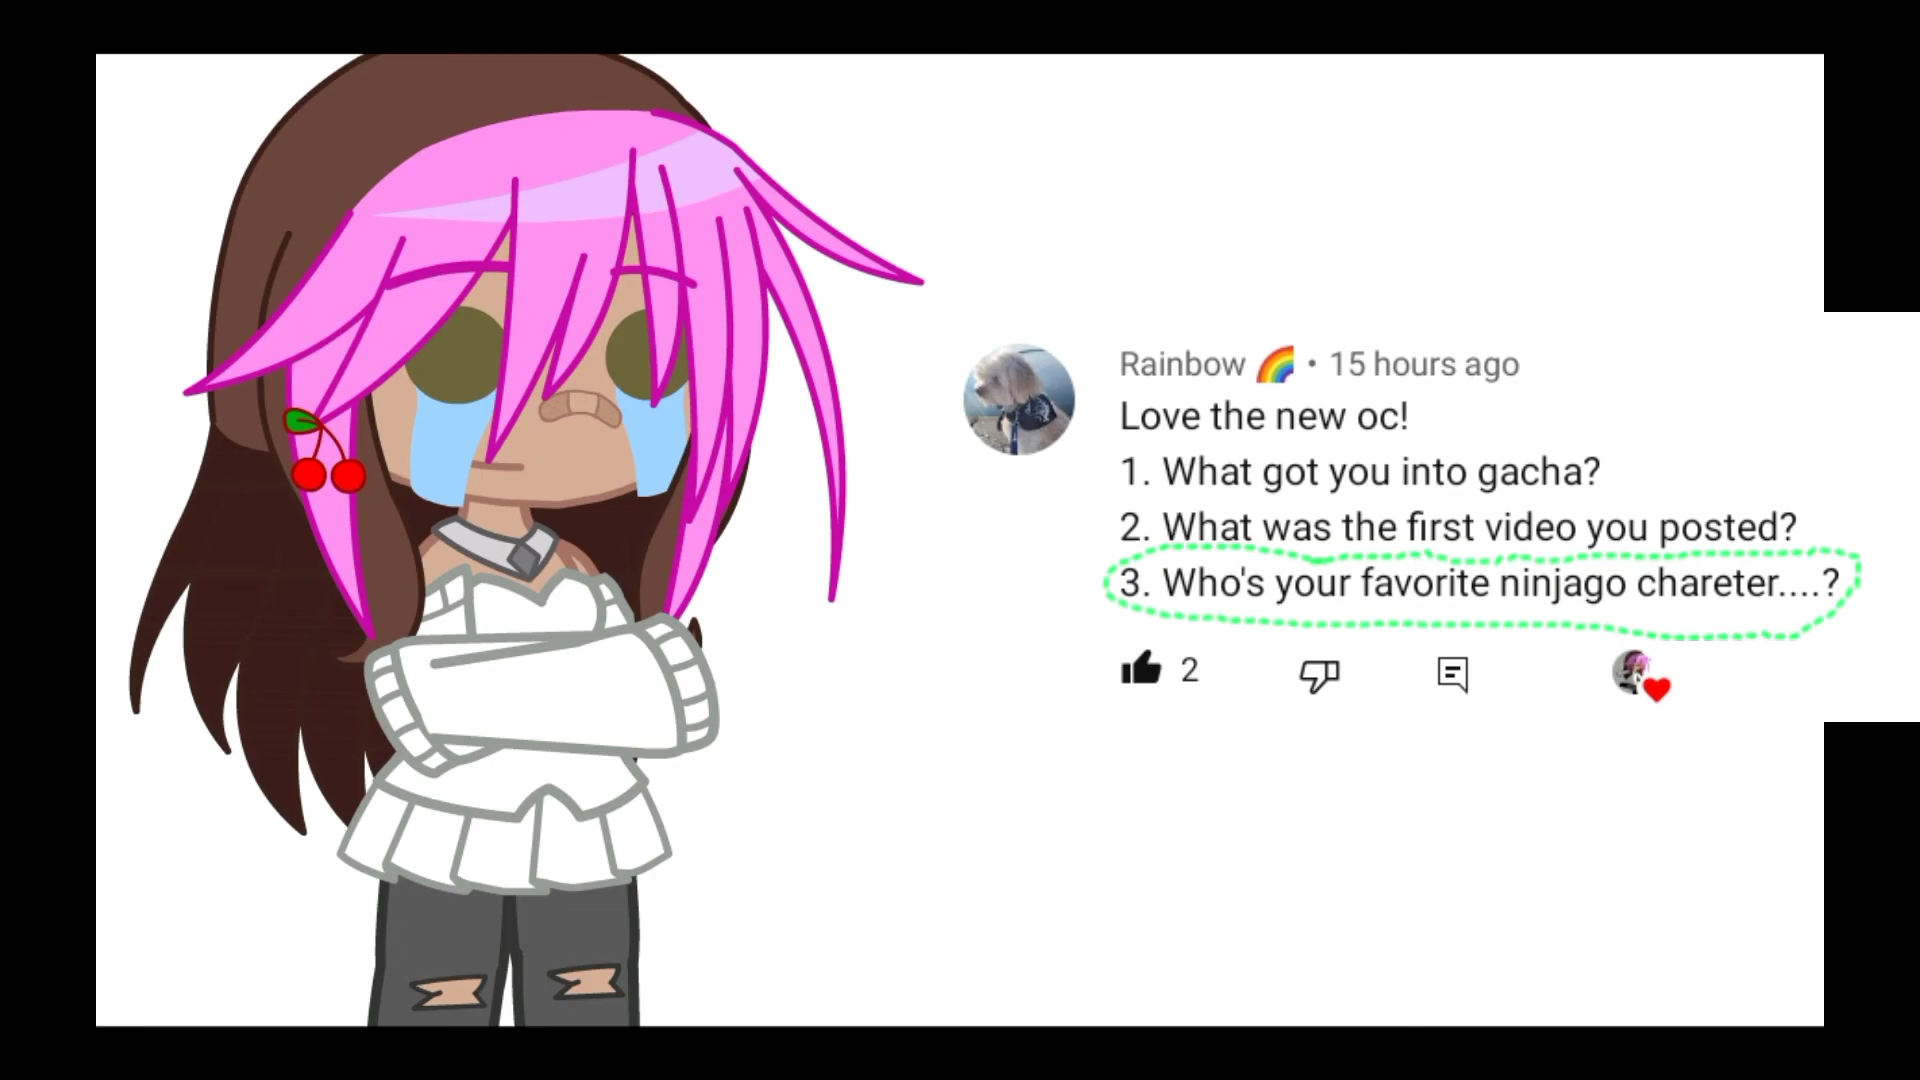 Rainbow 🌈 • 15 hours ago
Love the new oc!
1. What got you into gacha?
2. What was the first video you posted?
3. Who's your favorite ninjago chareter....?
2